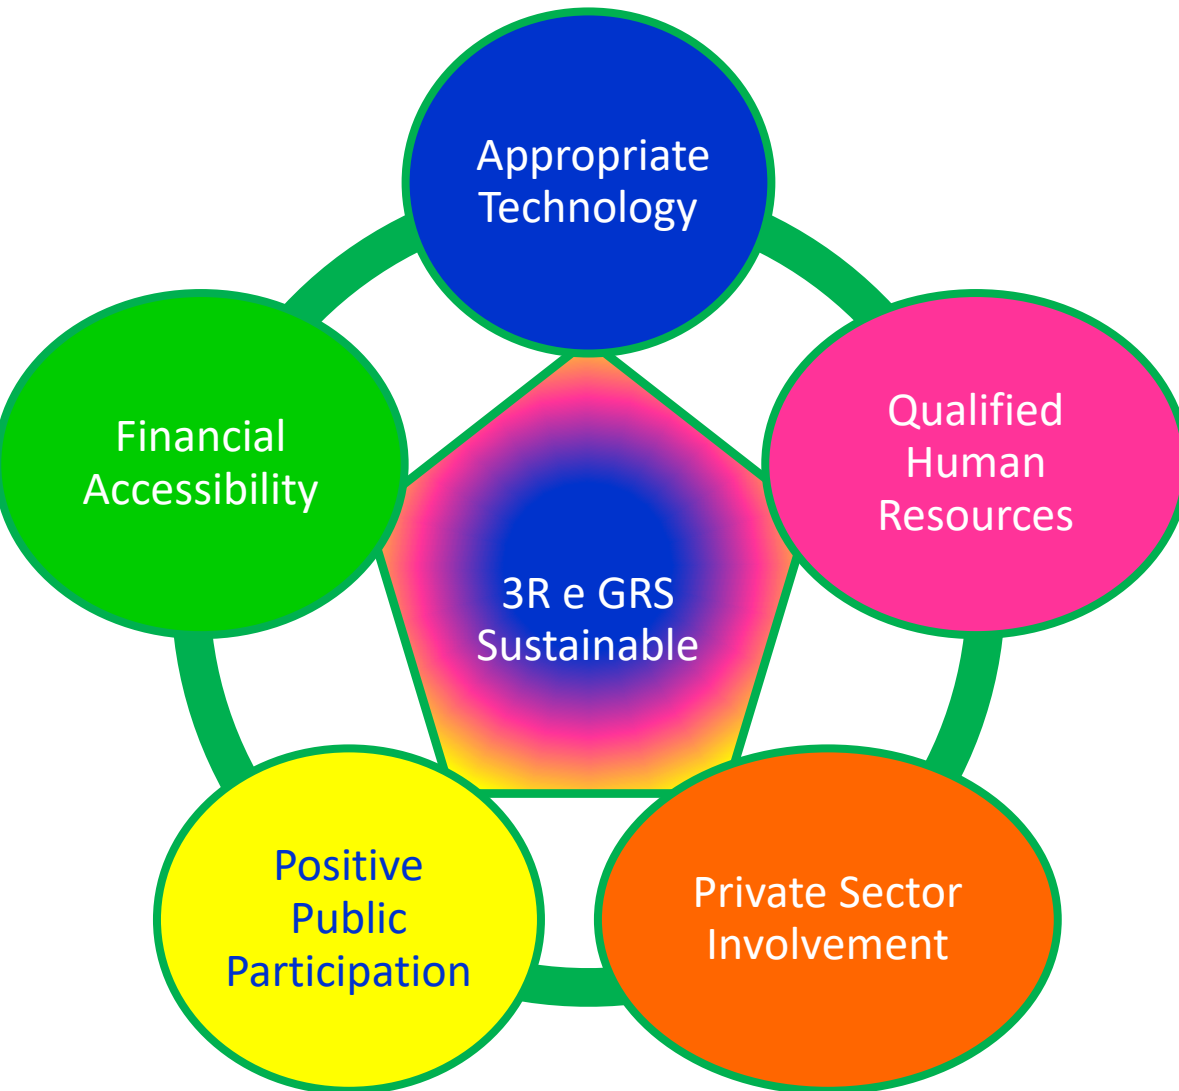 Appropriate
Technology
Qualified
Human
Resources
Financial
Accessibility
3R e GRS
Sustainable
Positive
Public
Participation
Private Sector
Involvement